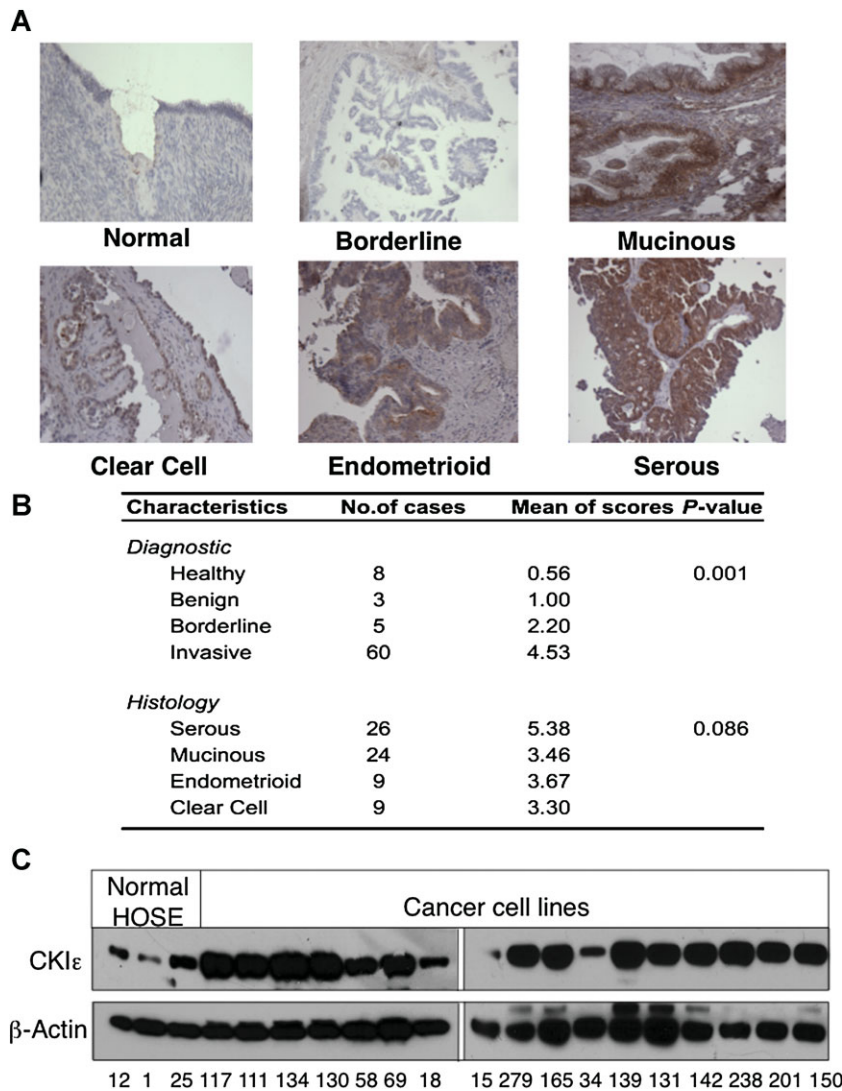 A
Normal
Borderline
Mucinous
Clear Cell
Endometrioid
Serous
B
Characteristics No.of cases Mean of scores P-value
Diagnostic
Healthy 8 0.56 0.001
Benign 3 1.00
Borderline 5 2.20
Invasive 60 4.53
Histology
Serous 26 5.38 0.086
Mucinous 24 3.46
Endometrioid 9 3.67
Clear Cell 9 3.30
C
Normal
HOSE
Cancer cell lines
CKIε
β-Actin
12 1 25 117 111 134 130 58 69 18 15 279 165 34 139 131 142 238 201 150